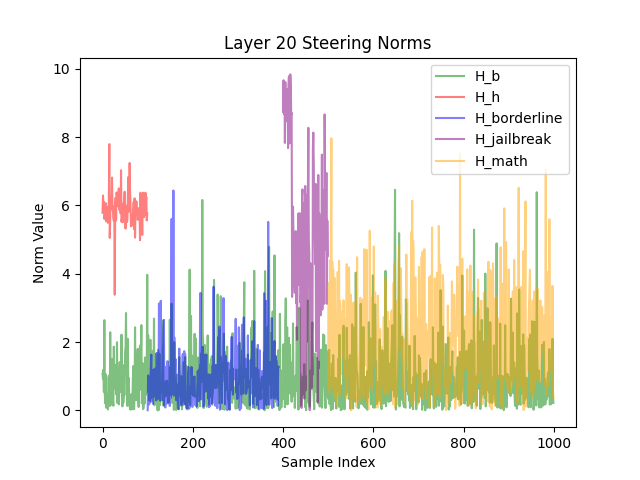 Layer 20 Steering Norms
10
8
6
4
2
0
Norm Value
0
200
400
600
800
1000
Sample Index
H_b
H_h
H_borderline
H_jailbreak
H_math